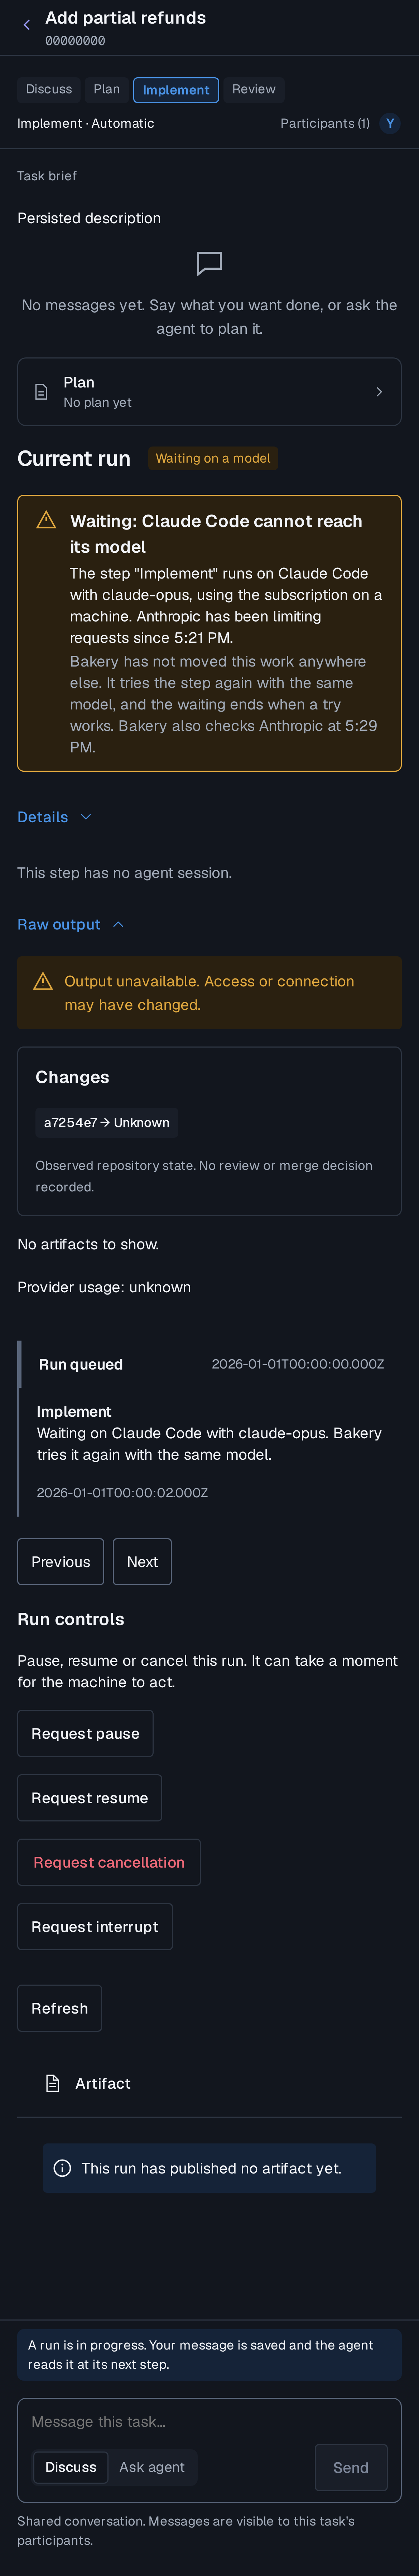 Add partial refunds
00000000
Discuss
Plan
Implement
Review
Implement · Automatic
Participants (1)
Y
Task brief
Persisted description
No messages yet. Say what you want done, or ask the
agent to plan it.
Plan
No plan yet
Current run
Waiting on a model
Waiting: Claude Code cannot reach
its model
The step "Implement" runs on Claude Code
with claude-opus, using the subscription on a
machine. Anthropic has been limiting
requests since 5:21 PM.
Bakery has not moved this work anywhere
else. It tries the step again with the same
model, and the waiting ends when a try
works. Bakery also checks Anthropic at 5:29
PM.
Details
This step has no agent session.
Raw output
Output unavailable. Access or connection
may have changed.
Changes
a7254e7 → Unknown
Observed repository state. No review or merge decision
recorded.
No artifacts to show.
Provider usage: unknown
Run queued
2026-01-01T00:00:00.000Z
Implement
Waiting on Claude Code with claude-opus. Bakery
tries it again with the same model.
2026-01-01T00:00:02.000Z
Previous
Next
Run controls
Pause, resume or cancel this run. It can take a moment
for the machine to act.
Request pause
Request resume
Request cancellation
Request interrupt
Refresh
Artifact
This run has published no artifact yet.
A run is in progress. Your message is saved and the agent
reads it at its next step.
Message this task...
Discuss
Ask agent
Send
Shared conversation. Messages are visible to this task's
participants.